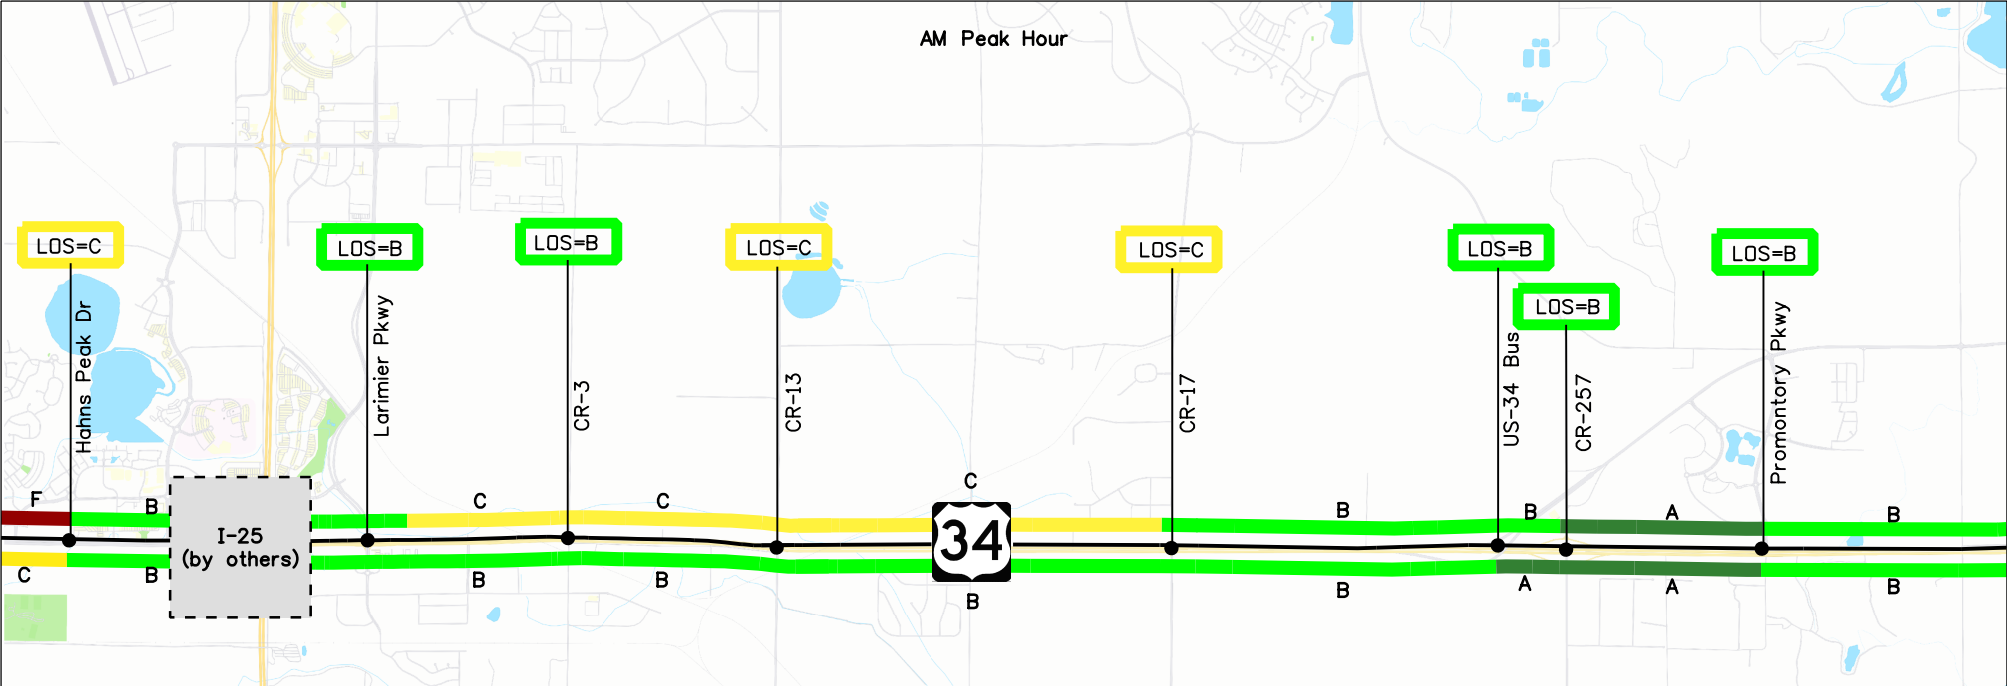 AM Peak Hour
LOS=C
LOS=B
LOS=B
LOS=C
LOS=C
LOS=B
LOS=B
LOS=B
Hahns Peak Dr
Larimier Pkwy
CR-3
CR-13
CR-17
US-34 Bus
CR-257
Promontory Pkwy
F
B
C
C
C
B
B
A
B
I-25
(by others)
34
C
B
B
B
B
B
A
A
B